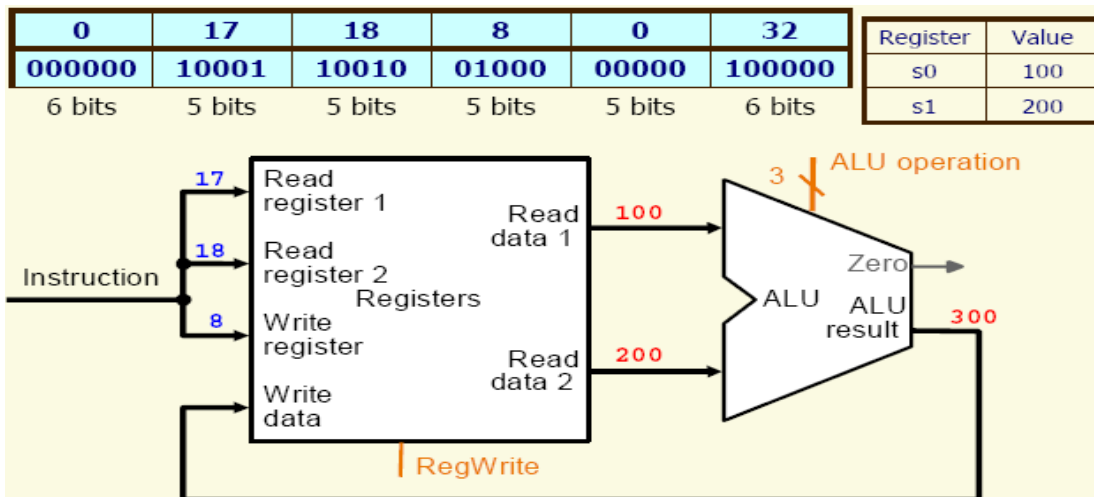 0 17 18 8 0 32
000000 10001 10010 01000 00000 100000
6 bits 5 bits 5 bits 5 bits 5 bits 6 bits
Register Value
s0 100
s1 200
ALU operation
3
Instruction
17
18
8
Read
register 1
Read
register 2
Registers
Write
register
Write
data
Read
data 1
Read
data 2
RegWrite
100
200
Zero
ALU
ALU
result
300